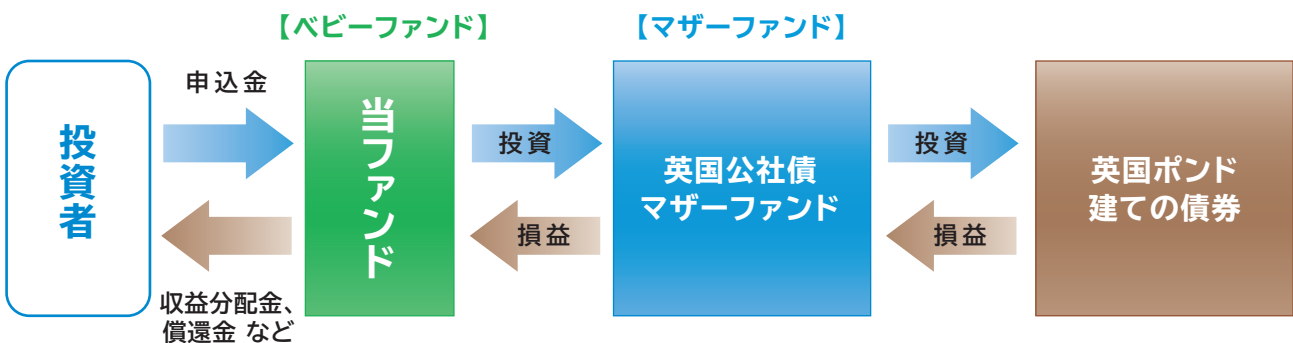 【ベビーファンド】
【マザーファンド】
投資者
申込金
収益分配金、
償還金 など
当ファンド
投資
損益
英国公社債
マザーファンド
投資
損益
英国ポンド
建ての債券